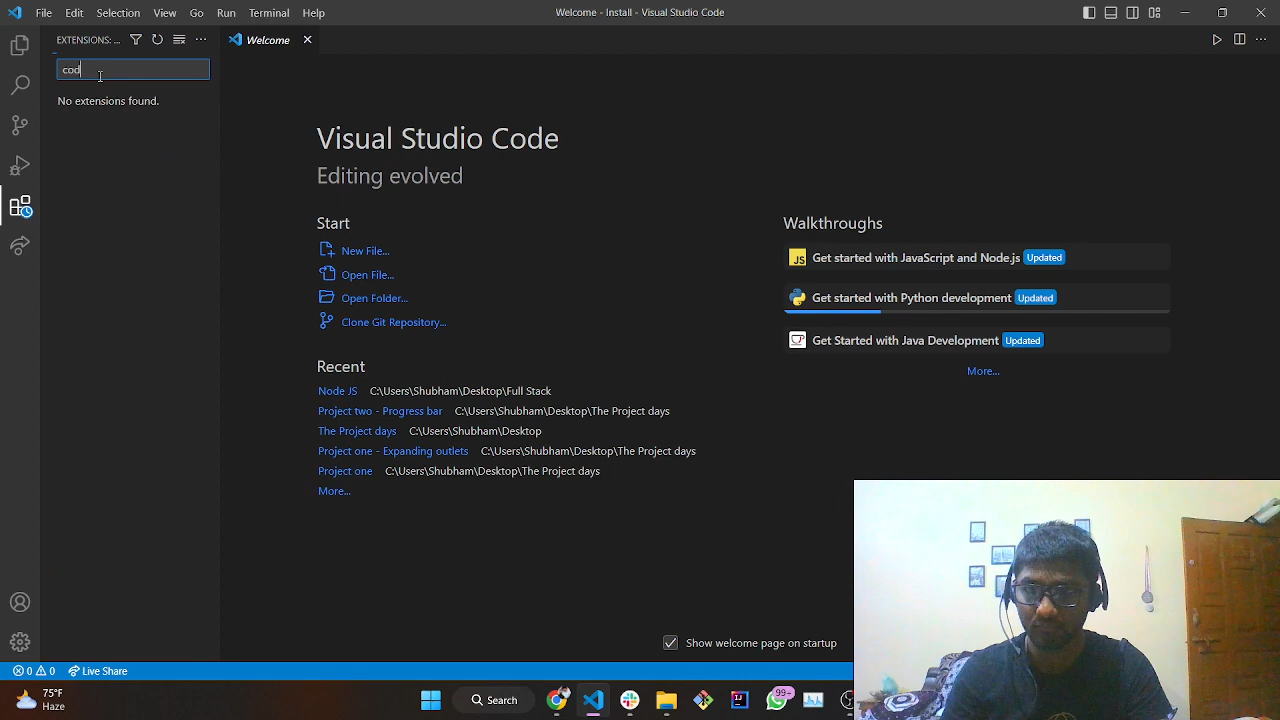 File Edit Selection View Go Run Terminal Help
Welcome - Install - Visual Studio Code
EXTENSIONS: ...
Welcome
cod
No extensions found.
Visual Studio Code
Editing evolved
Start
New File...
Open File...
Open Folder...
Clone Git Repository...
Recent
Node JS C:\Users\Shubham\Desktop\Full Stack
Project two - Progress bar C:\Users\Shubham\Desktop\The Project days
The Project days C:\Users\Shubham\Desktop
Project one - Expanding outlets C:\Users\Shubham\Desktop\The Project days
Project one C:\Users\Shubham\Desktop\The Project days
More...
Walkthroughs
JS Get started with JavaScript and Node.js Updated
Get started with Python development Updated
Get Started with Java Development Updated
More...
Show welcome page on startup
0 0 Live Share
75°F
Haze
Search
99+